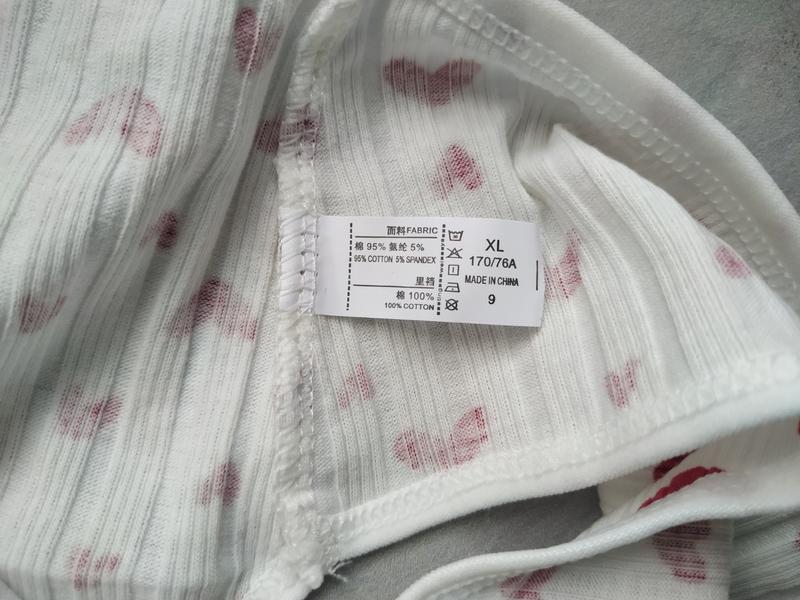 面料FABRIC
棉 95% 氨纶 5%
95% COTTON 5% SPANDEX
里裆
棉 100%
100% COTTON
XL
170/76A
MADE IN CHINA
9